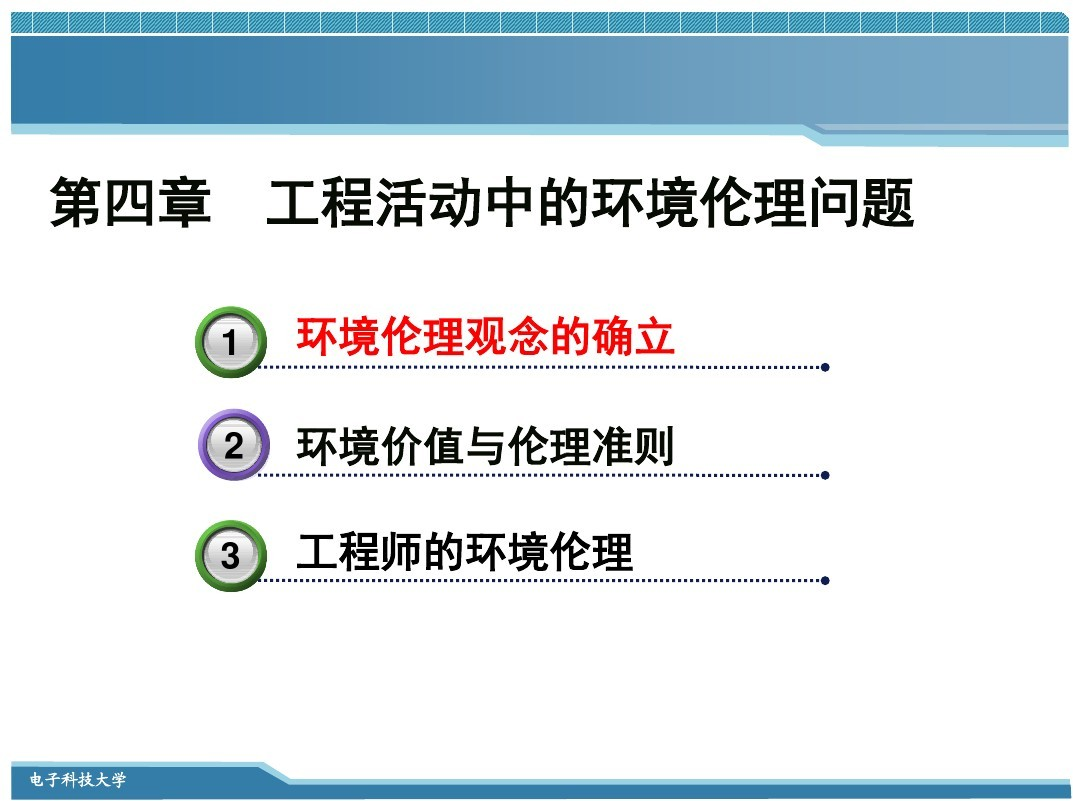 第四章　工程活动中的环境伦理问题
1 环境伦理观念的确立
2 环境价值与伦理准则
3 工程师的环境伦理
电子科技大学